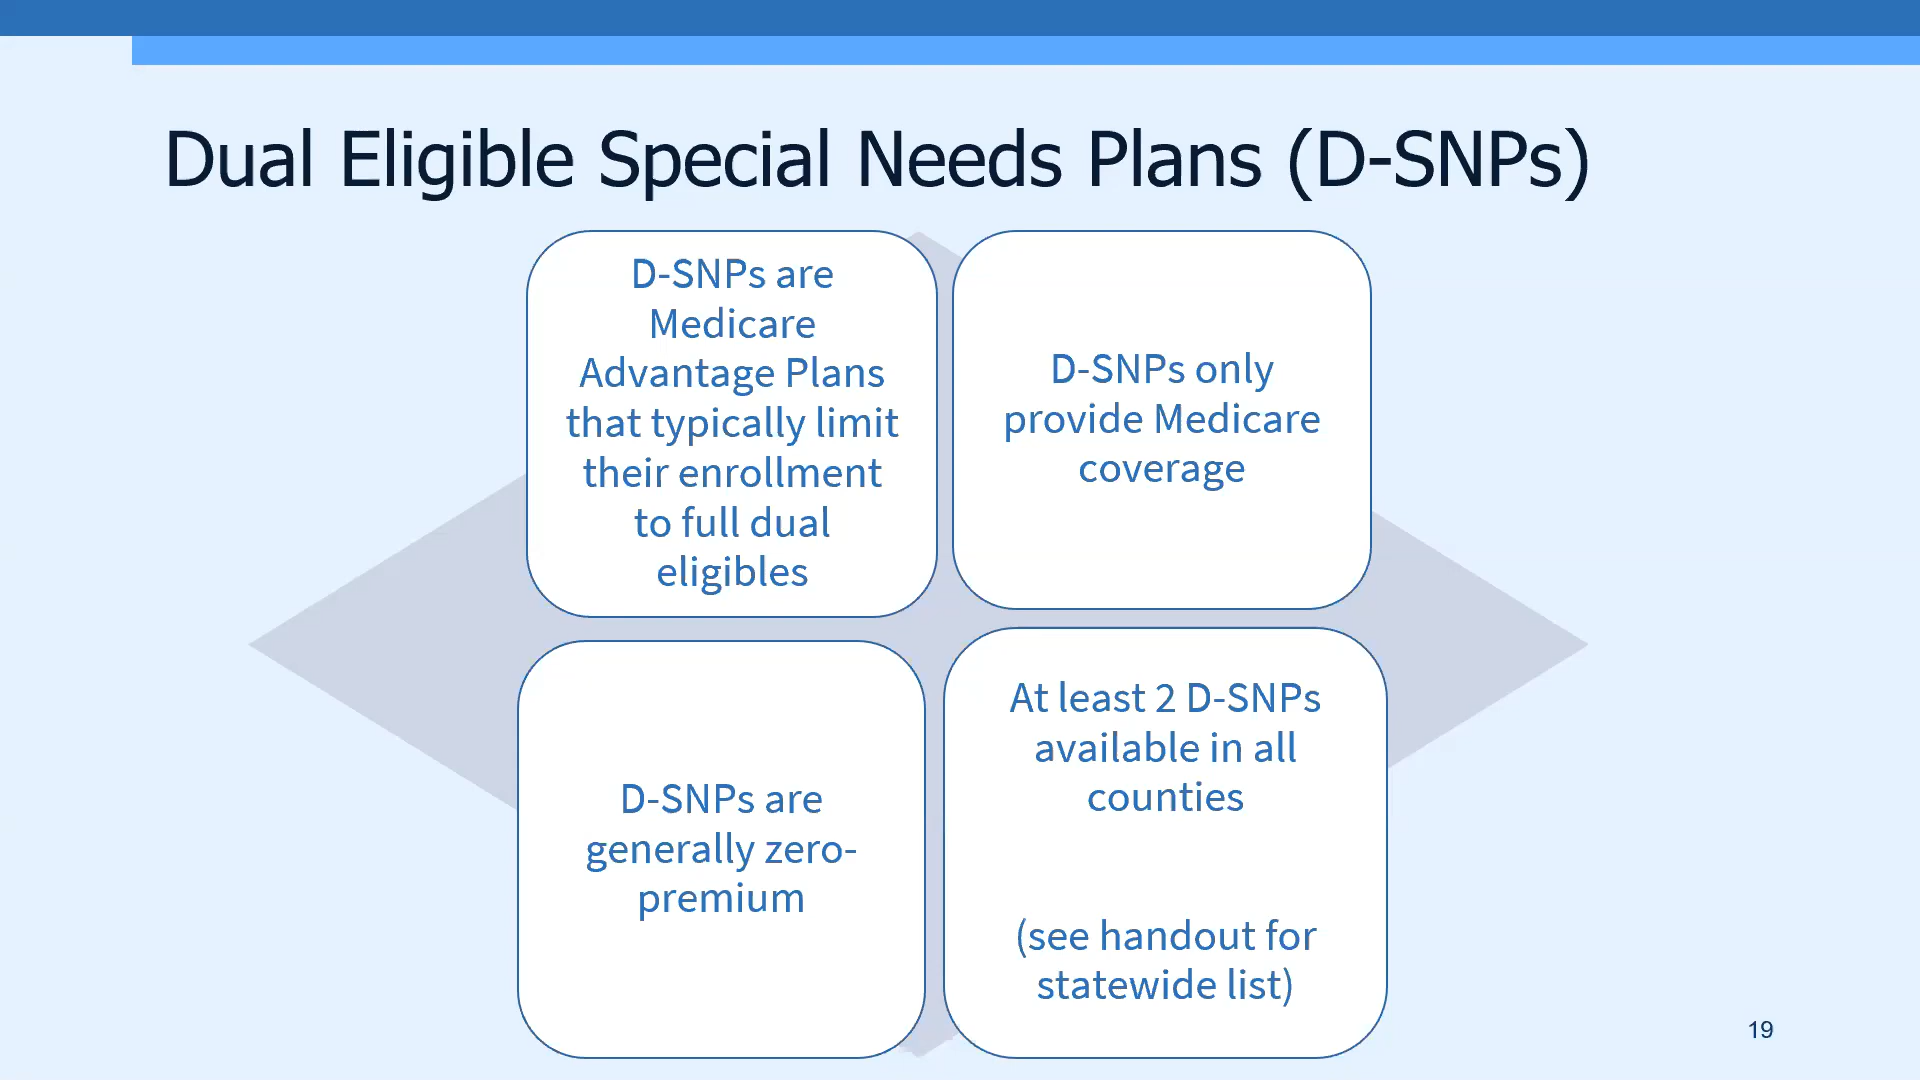 Dual Eligible Special Needs Plans (D-SNPs)
D-SNPs are
Medicare
Advantage Plans
that typically limit
their enrollment
to full dual
eligibles
D-SNPs only
provide Medicare
coverage
D-SNPs are
generally zero-
premium
At least 2 D-SNPs
available in all
counties
(see handout for
statewide list)
19